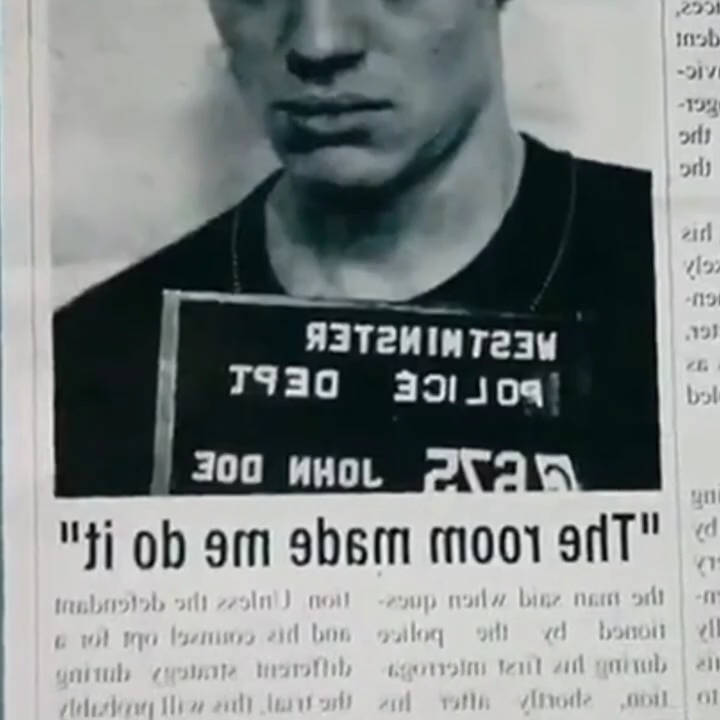 WESTMINSTER
POLICE DEPT
JOHN DOE
"The room made me do it"
the man said when ques-
tioned by the police
during his first interroga-
tion, shortly after his
tion. Unless the defendant
and his counsel opt for a
different strategy during
the trial, this will probably